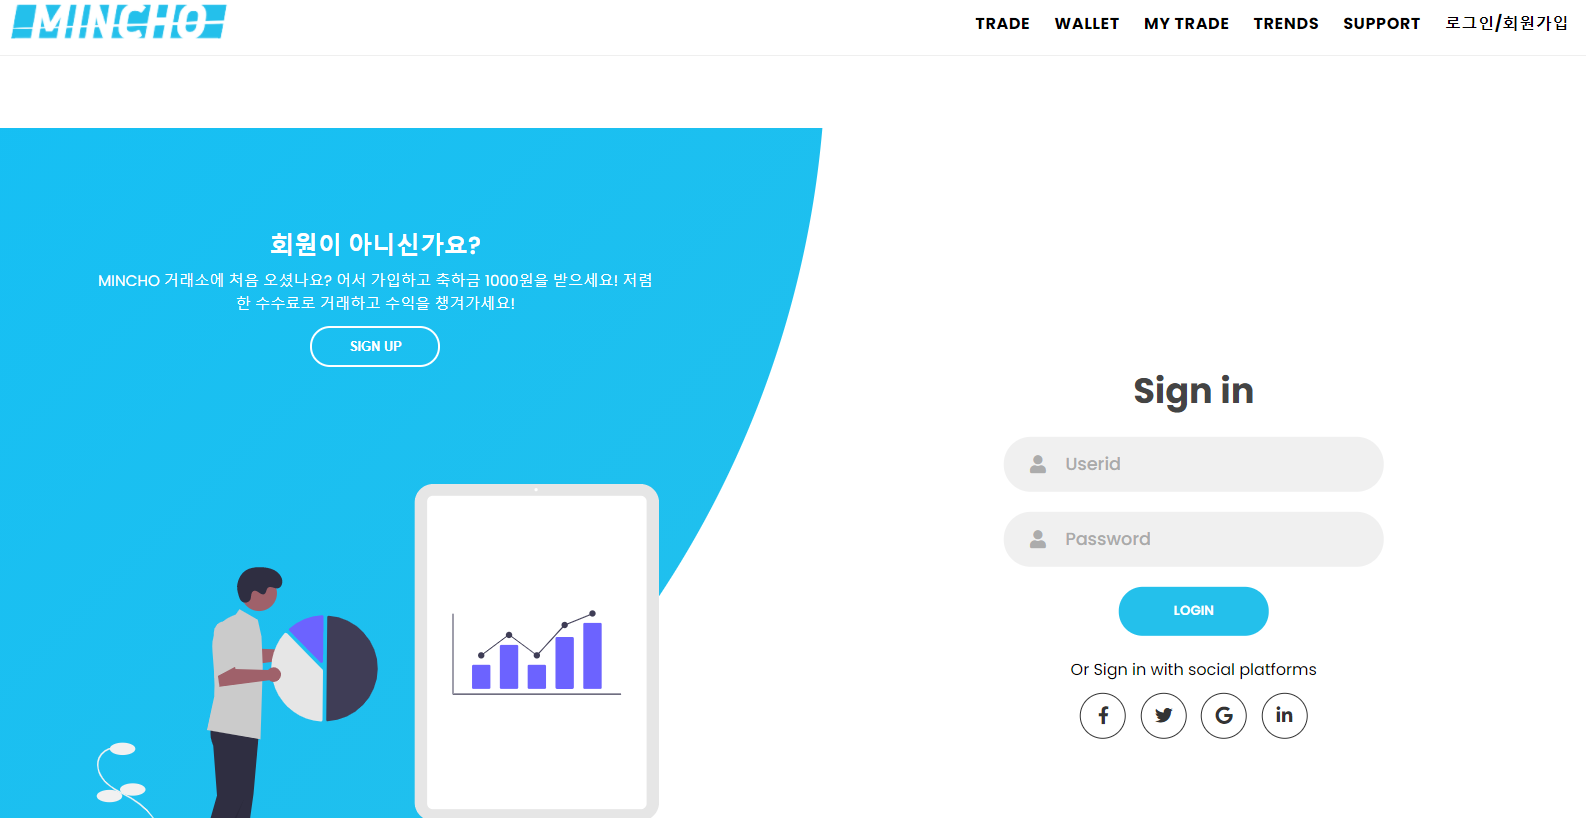 MINCHO
TRADE WALLET MY TRADE TRENDS SUPPORT 로그인/회원가입
회원이 아니신가요?
MINCHO 거래소에 처음 오셨나요? 어서 가입하고 축하금 1000원을 받으세요! 저렴
한 수수료로 거래하고 수익을 챙겨가세요!
SIGN UP
Sign in
Userid
Password
LOGIN
Or Sign in with social platforms